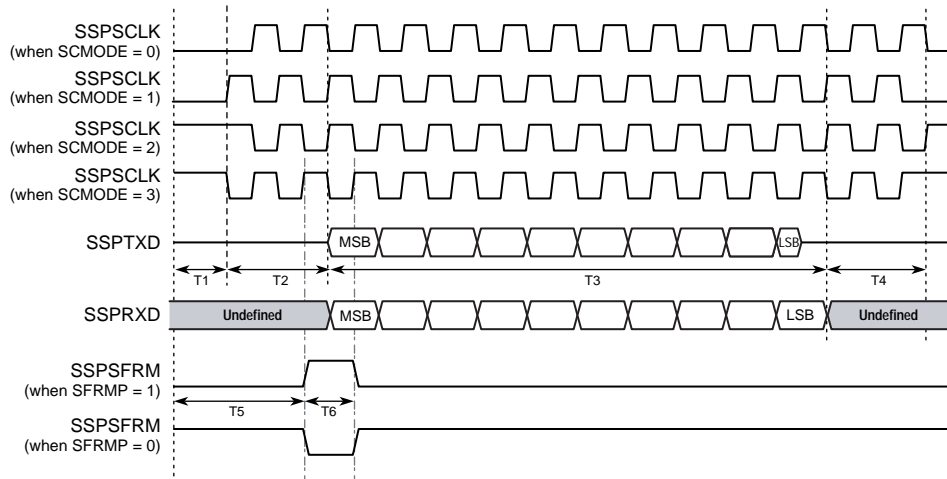 SSPSCLK
(when SCMODE = 0)
SSPSCLK
(when SCMODE = 1)
SSPSCLK
(when SCMODE = 2)
SSPSCLK
(when SCMODE = 3)
SSPTXD
MSB
LSB
T1
T2
T3
T4
SSPRXD
Undefined
MSB
LSB
Undefined
SSPSFRM
(when SFRMP = 1)
T5
T6
SSPSFRM
(when SFRMP = 0)